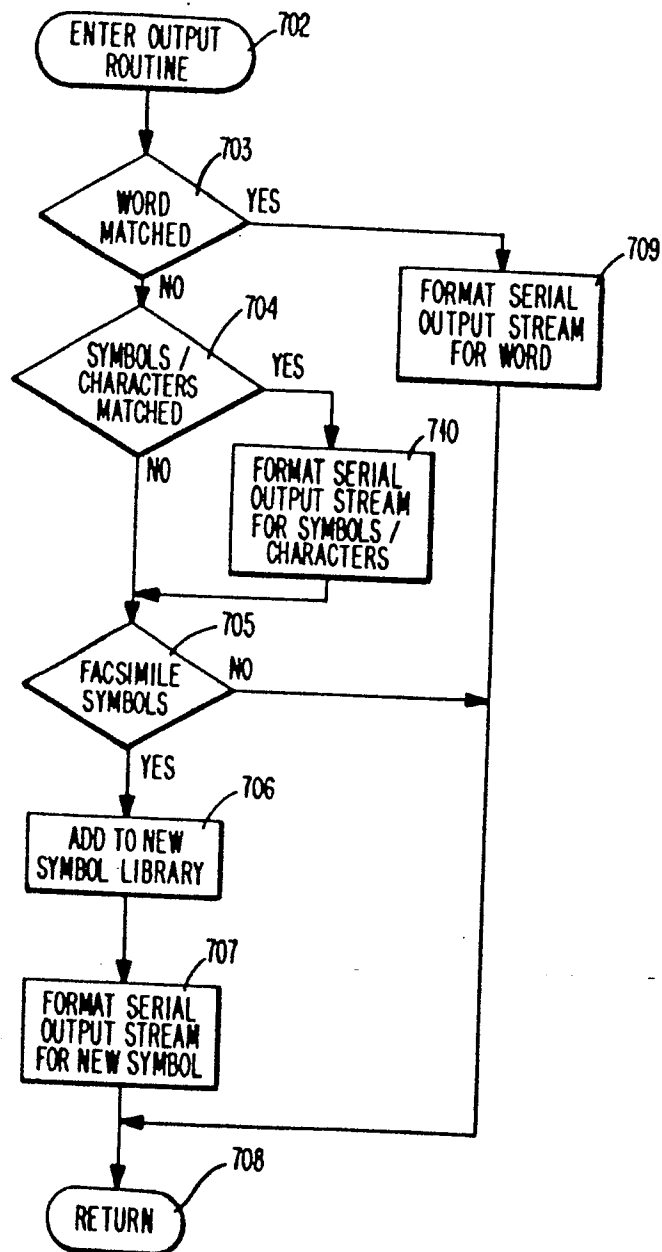 ENTER OUTPUT
ROUTINE
702
703
WORD
MATCHED
YES
NO
709
FORMAT SERIAL
OUTPUT STREAM
FOR WORD
704
SYMBOLS /
CHARACTERS
MATCHED
YES
NO
710
FORMAT SERIAL
OUTPUT STREAM
FOR SYMBOLS /
CHARACTERS
705
FACSIMILE
SYMBOLS
NO
YES
706
ADD TO NEW
SYMBOL LIBRARY
707
FORMAT SERIAL
OUTPUT STREAM
FOR NEW SYMBOL
708
RETURN